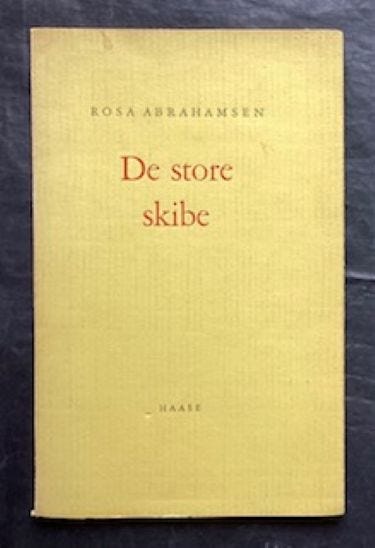 ROSA ABRAHAMSEN
De store
skibe
HAASE